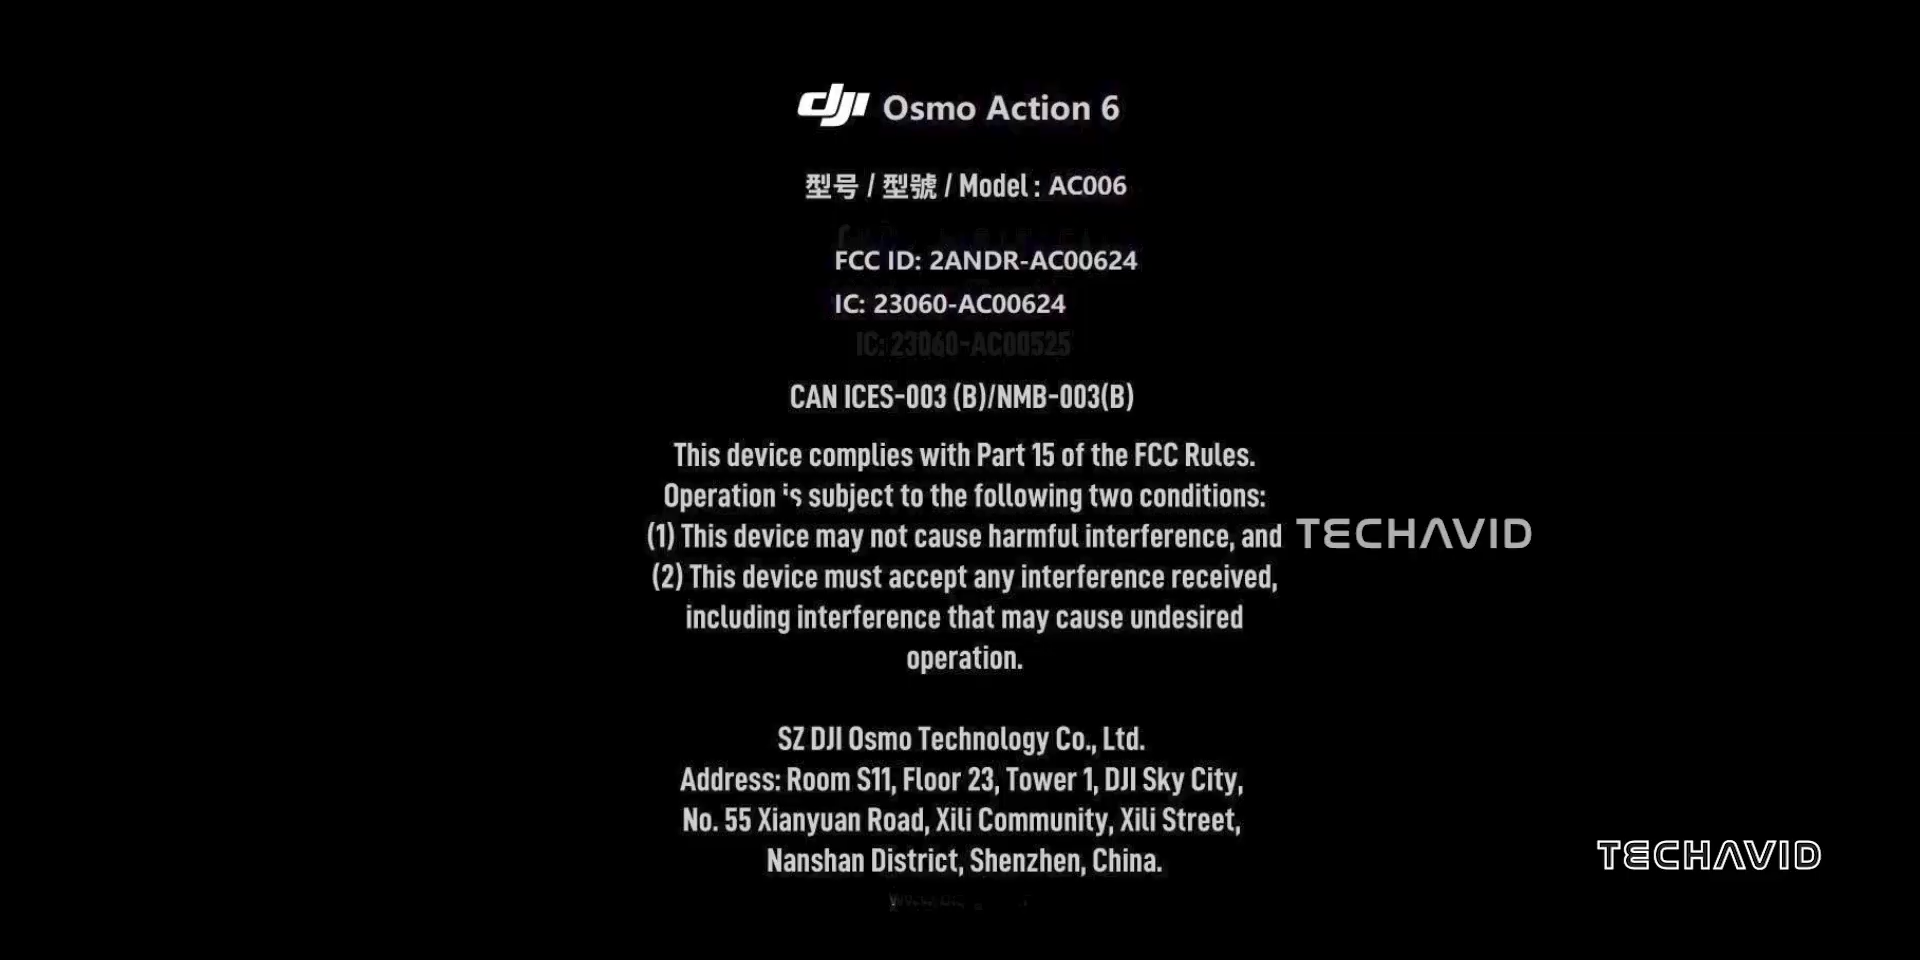 dji Osmo Action 6
型号 / 型號 / Model : AC006
FCC ID: 2ANDR-AC00624
IC: 23060-AC00624
IC: 23060-AC00525
CAN ICES-003 (B)/NMB-003(B)
This device complies with Part 15 of the FCC Rules.
Operation is subject to the following two conditions:
(1) This device may not cause harmful interference, and
TECHAVID
(2) This device must accept any interference received,
including interference that may cause undesired
operation.
SZ DJI Osmo Technology Co., Ltd.
Address: Room S11, Floor 23, Tower 1, DJI Sky City,
No. 55 Xianyuan Road, Xili Community, Xili Street,
Nanshan District, Shenzhen, China.
TECHAVID